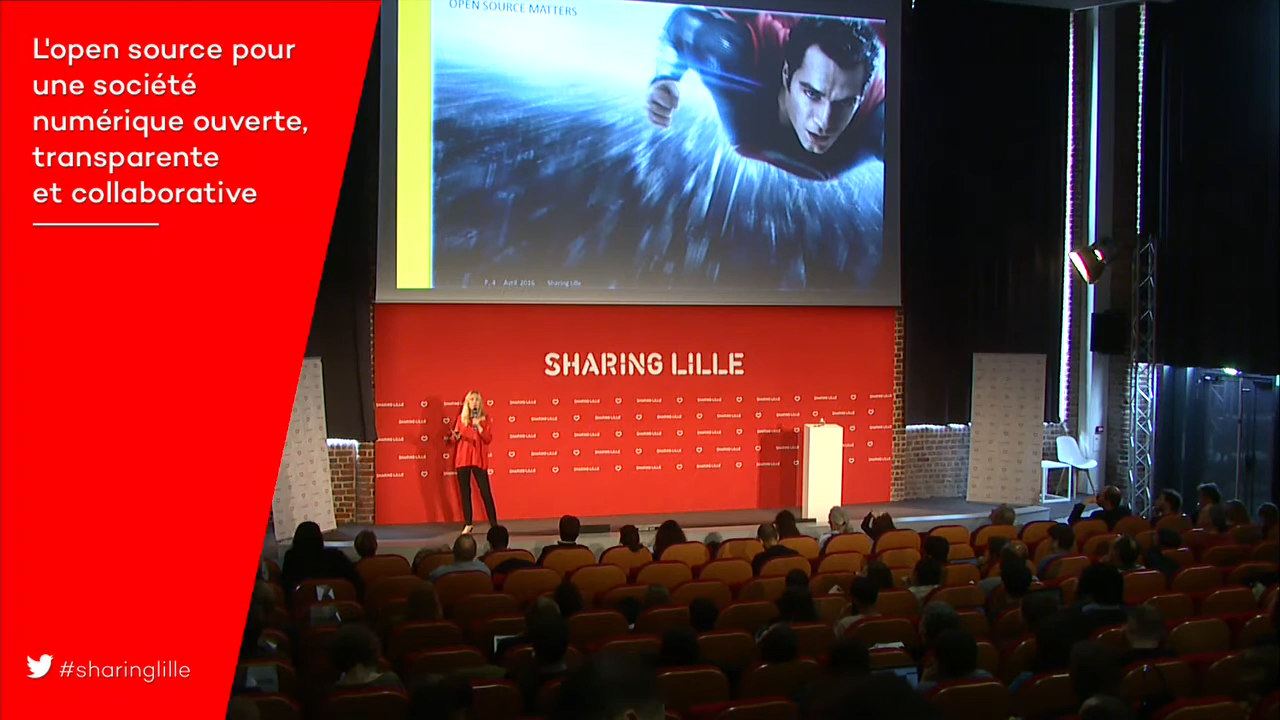 L'open source pour
une société
numérique ouverte,
transparente
et collaborative
OPEN SOURCE MATTERS
P. 4 Avril 2016 Sharing Lille
SHARING LILLE
#sharinglille